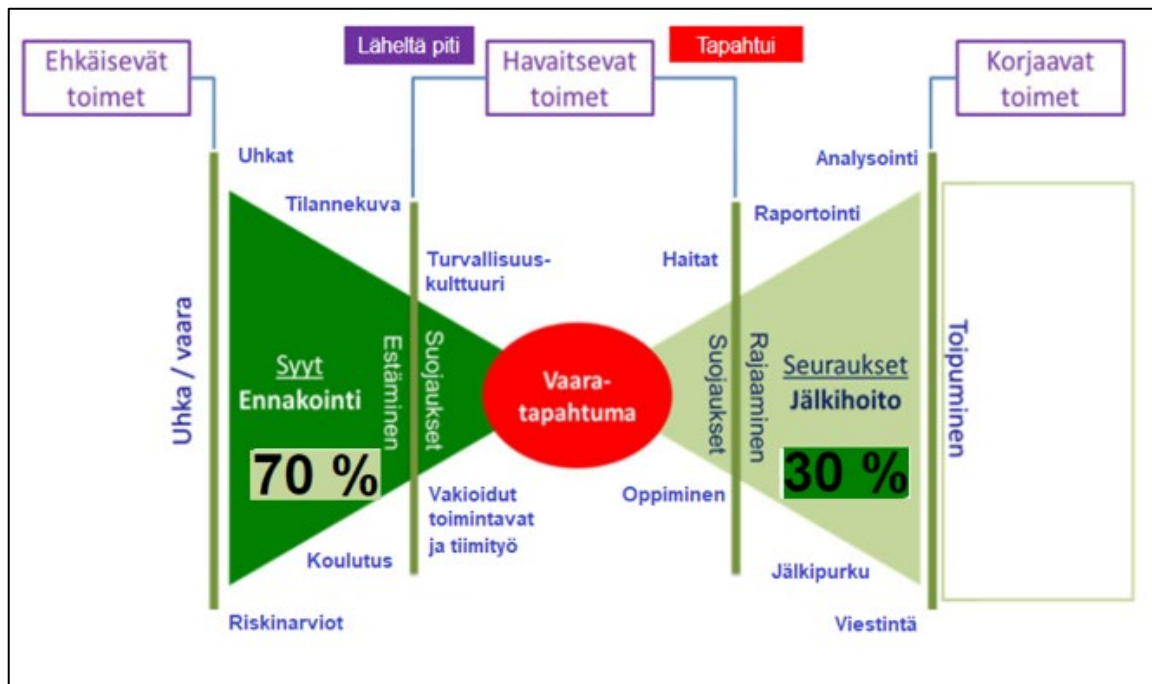 Läheltä piti
Tapahtui
Ehkäisevät
toimet
Havaitsevat
toimet
Korjaavat
toimet
Uhkat
Analysointi
Tilannekuva
Raportointi
Turvallisuus-
kulttuuri
Haitat
Uhka / vaara
Syyt
Ennakointi
70 %
Estäminen
Suojaukset
Vaara-
tapahtuma
Suojaukset
Rajaaminen
Seuraukset
Jälkihoito
30 %
Toipuminen
Vakioidut
toimintavat
ja tiimityö
Oppiminen
Koulutus
Jälkipurku
Riskinarviot
Viestintä